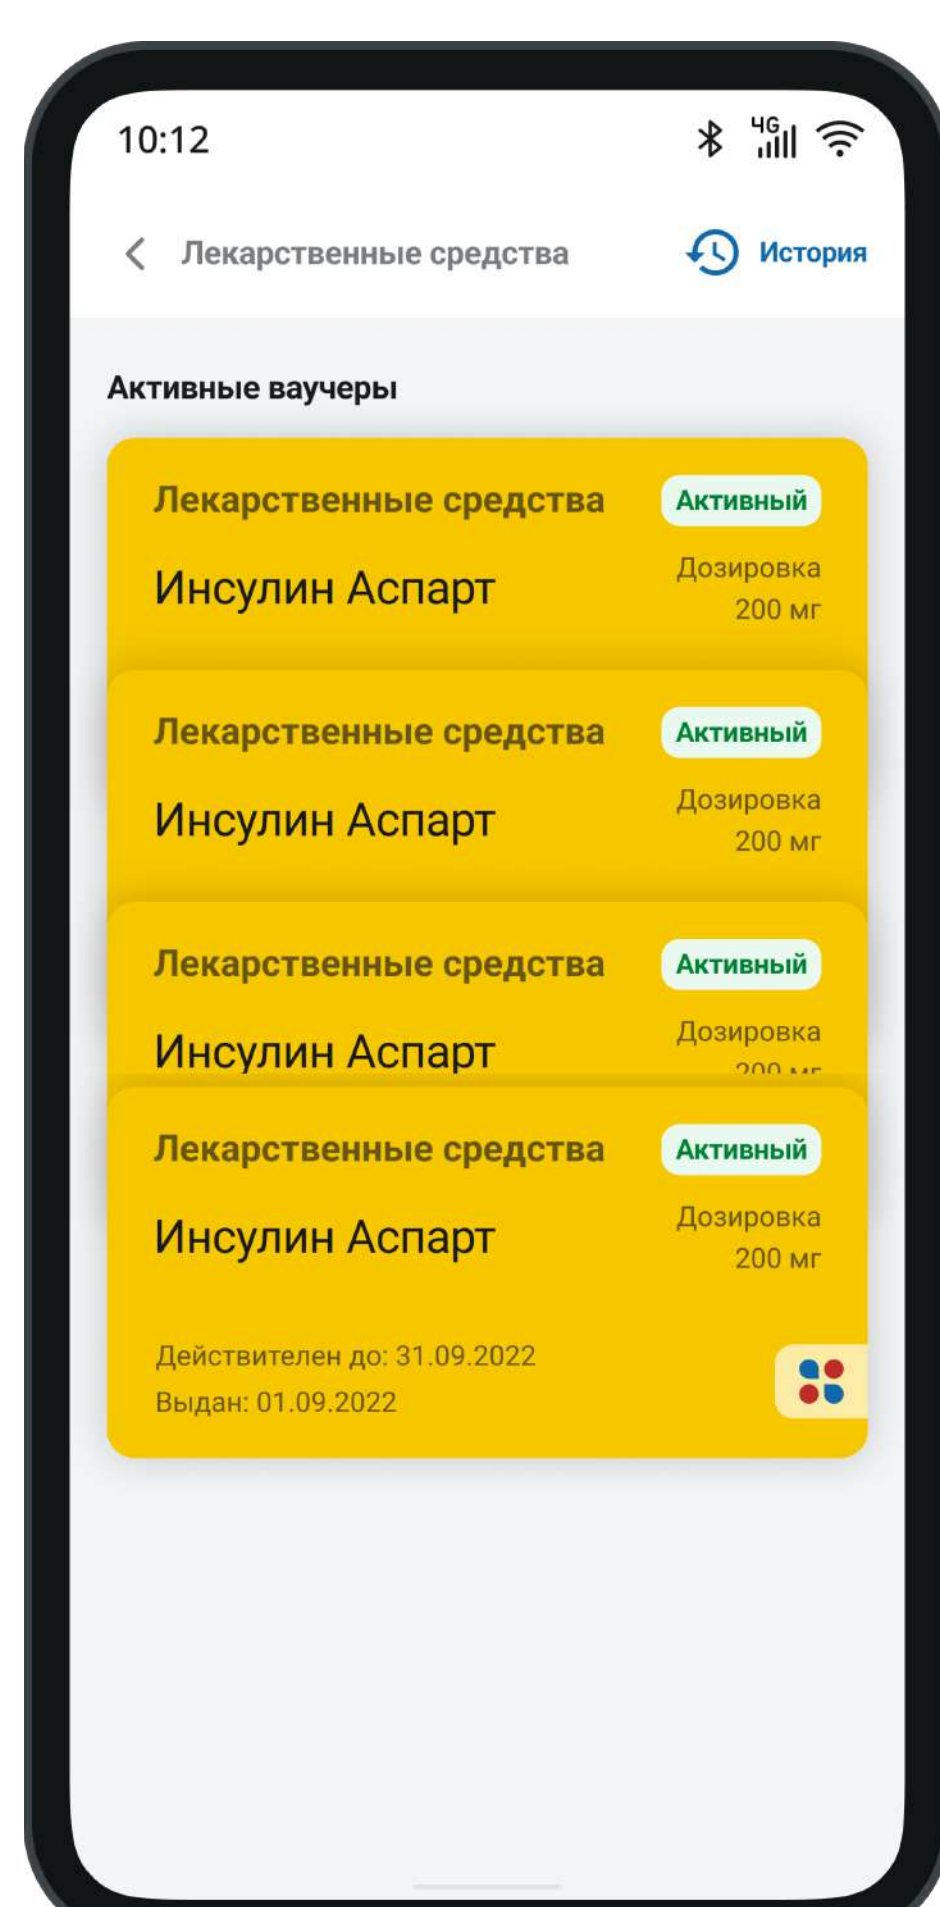 10:12
4G
Лекарственные средства
История
Активные ваучеры
Лекарственные средства
Активный
Инсулин Аспарт
Дозировка
200 мг
Лекарственные средства
Активный
Инсулин Аспарт
Дозировка
200 мг
Лекарственные средства
Активный
Инсулин Аспарт
Дозировка
200 мг
Лекарственные средства
Активный
Инсулин Аспарт
Дозировка
200 мг
Действителен до: 31.09.2022
Выдан: 01.09.2022